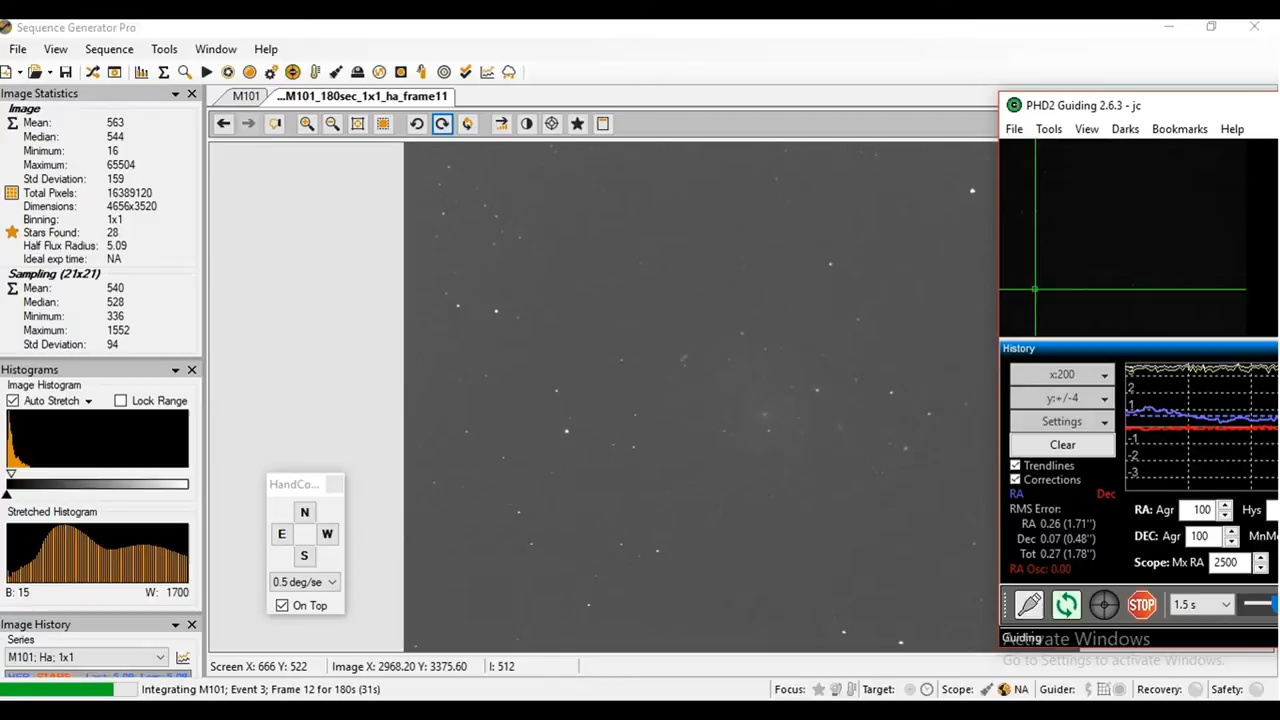 Sequence Generator Pro
File View Sequence Tools Window Help
Image Statistics
Image
Mean: 563
Median: 544
Minimum: 16
Maximum: 65504
Std Deviation: 159
Total Pixels: 16389120
Dimensions: 4656x3520
Binning: 1x1
Stars Found: 28
Half Flux Radius: 5.09
Ideal exp time: NA
Sampling (21x21)
Mean: 540
Median: 528
Minimum: 336
Maximum: 1552
Std Deviation: 94
Histograms
Image Histogram
Auto Stretch Lock Range
Stretched Histogram
B: 15 W: 1700
Image History
Series
M101; Ha; 1x1
M101 ...M101_180sec_1x1_ha_frame11
HandCo...
N
E W
S
0.5 deg/se
On Top
Screen X: 666 Y: 522 Image X: 2968.20 Y: 3375.60 I: 512
PHD2 Guiding 2.6.3 - jc
File Tools View Darks Bookmarks Help
History
x:200
y:+/-4
Settings
Clear
Trendlines
Corrections
RA Dec
RMS Error:
RA 0.26 (1.71")
Dec 0.07 (0.48")
Tot 0.27 (1.78")
RA Osc: 0.00
2
1
-1
-2
-3
RA: Agr 100 Hys
DEC: Agr 100 MnMo
Scope: Mx RA 2500
STOP 1.5 s
Guiding
Activate Windows
Go to Settings to activate Windows.
Integrating M101; Event 3; Frame 12 for 180s (31s) Focus: Target: Scope: NA Guider: Recovery: Safety: